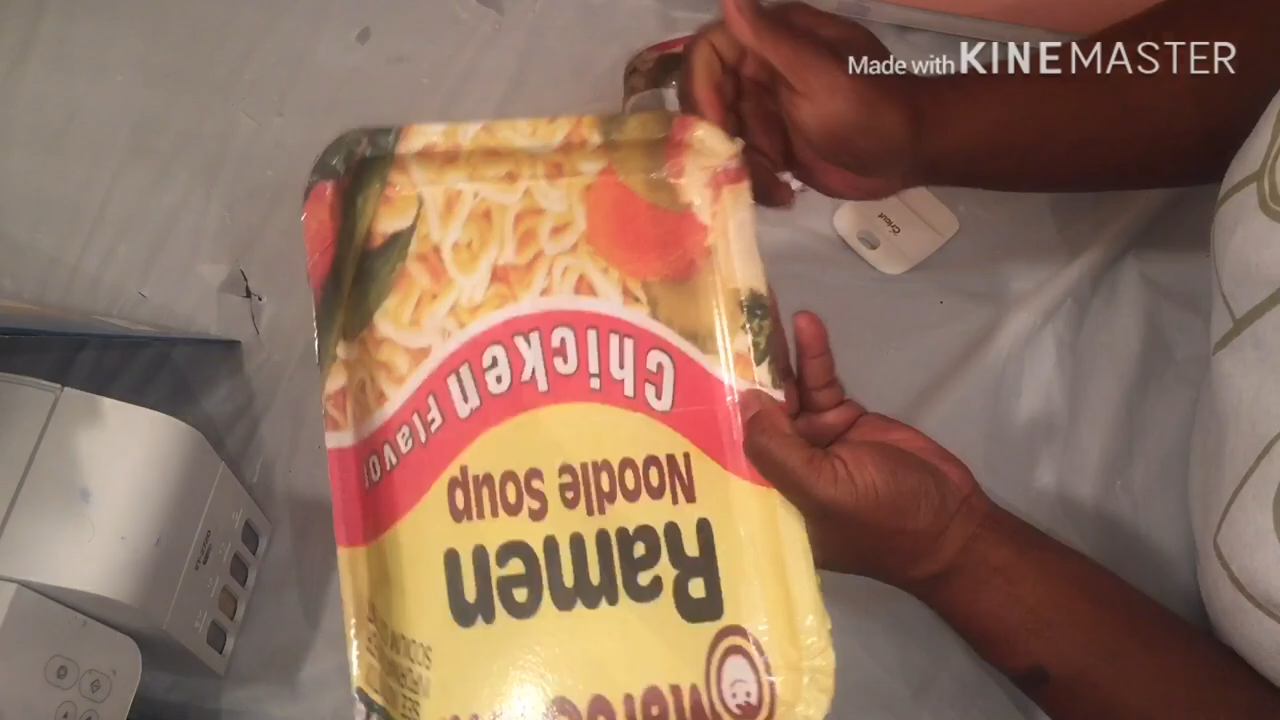 Made with KINEMASTER
cricut
Chicken Flavor
Noodle Soup
Ramen